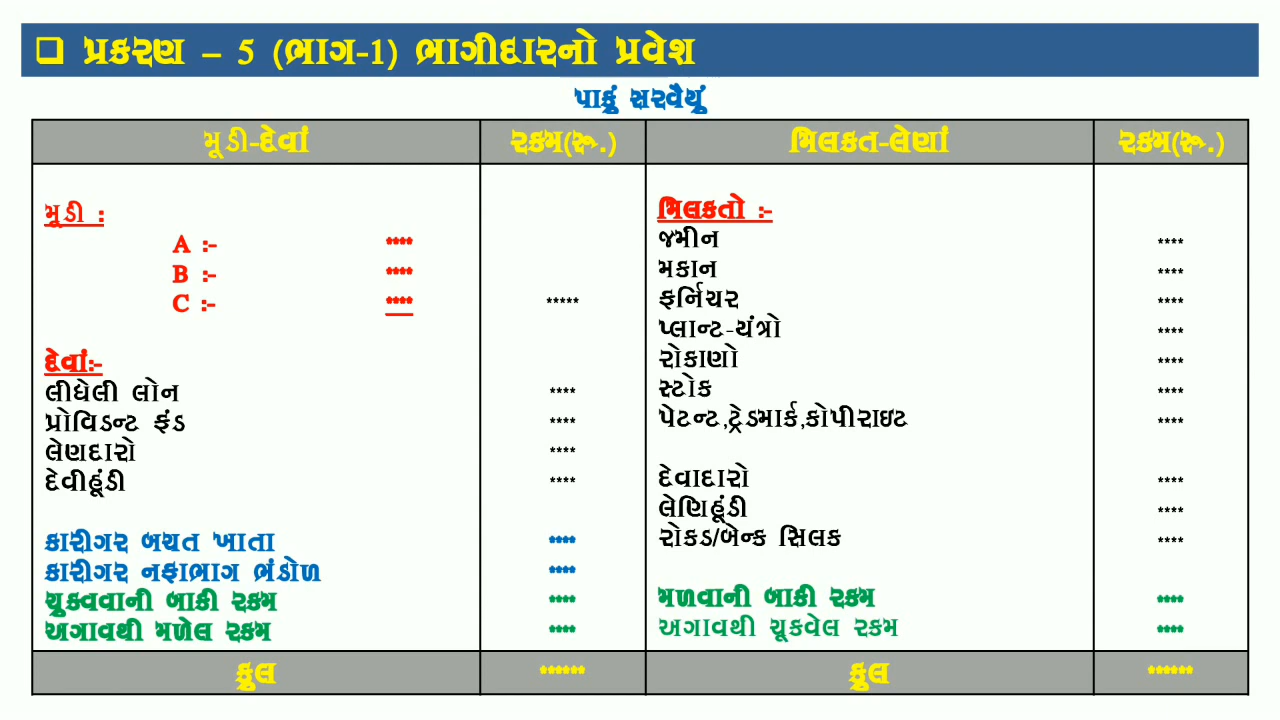 ❑ પ્રકરણ – 5 (ભાગ-1) ભાગીદારનો પ્રવેશ
પાકું સરવૈયું
મૂડી-દેવાં રકમ(રૂ.) મિલકત-લેણાં રકમ(રૂ.)
મૂડી :
A :- ****
B :- ****
C :- **** *****
દેવાં:-
લીધેલી લોન ****
પ્રોવિડન્ટ ફંડ ****
લેણદારો ****
દેવીહૂંડી ****
કારીગર બચત ખાતા ****
કારીગર નફાભાગ ભંડોળ ****
ચુકવવાની બાકી રકમ ****
અગાવથી મળેલ રકમ ****
મિલકતો :-
જમીન ****
મકાન ****
ફર્નિચર ****
પ્લાન્ટ-યંત્રો ****
રોકાણો ****
સ્ટોક ****
પેટન્ટ,ટ્રેડમાર્ક,કોપીરાઇટ ****
દેવાદારો ****
લેણિહૂંડી ****
રોકડ/બેન્ક સિલક ****
મળવાની બાકી રકમ ****
અગાવથી ચૂકવેલ રકમ ****
કુલ ****** કુલ ******